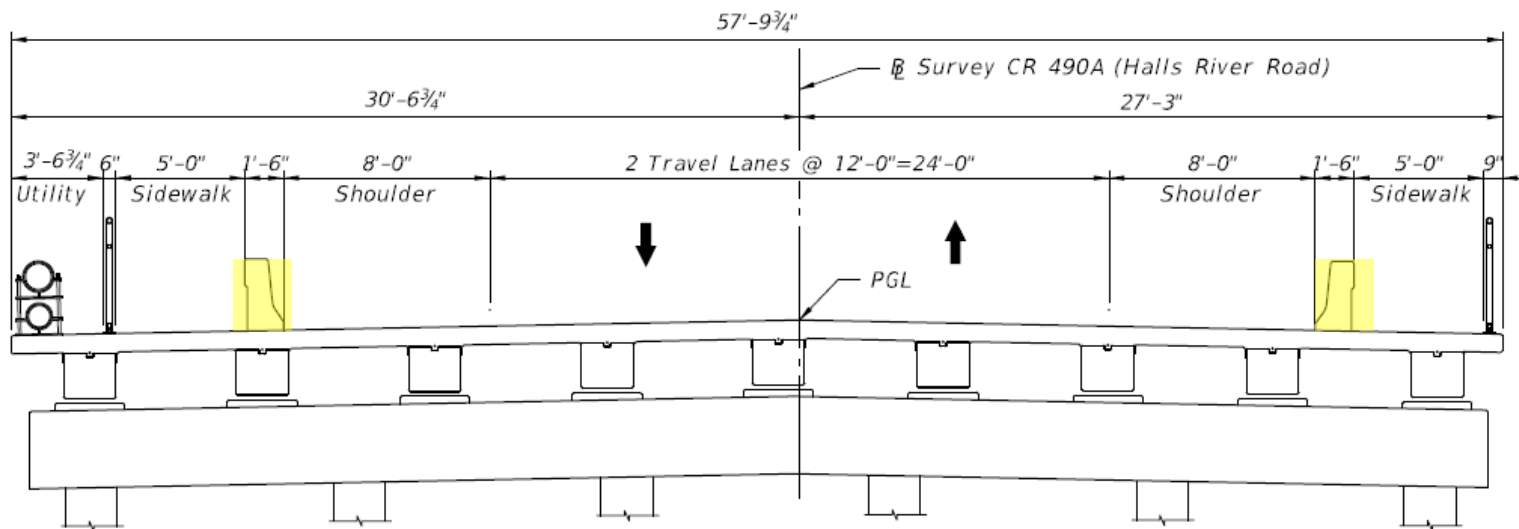 57'-9¾"
℄ Survey CR 490A (Halls River Road)
30'-6¾"
27'-3"
3'-6¾" 6" 5'-0" 1'-6" 8'-0" 2 Travel Lanes @ 12'-0"=24'-0" 8'-0" 1'-6" 5'-0" 9"
Utility Sidewalk Shoulder Shoulder Sidewalk
PGL